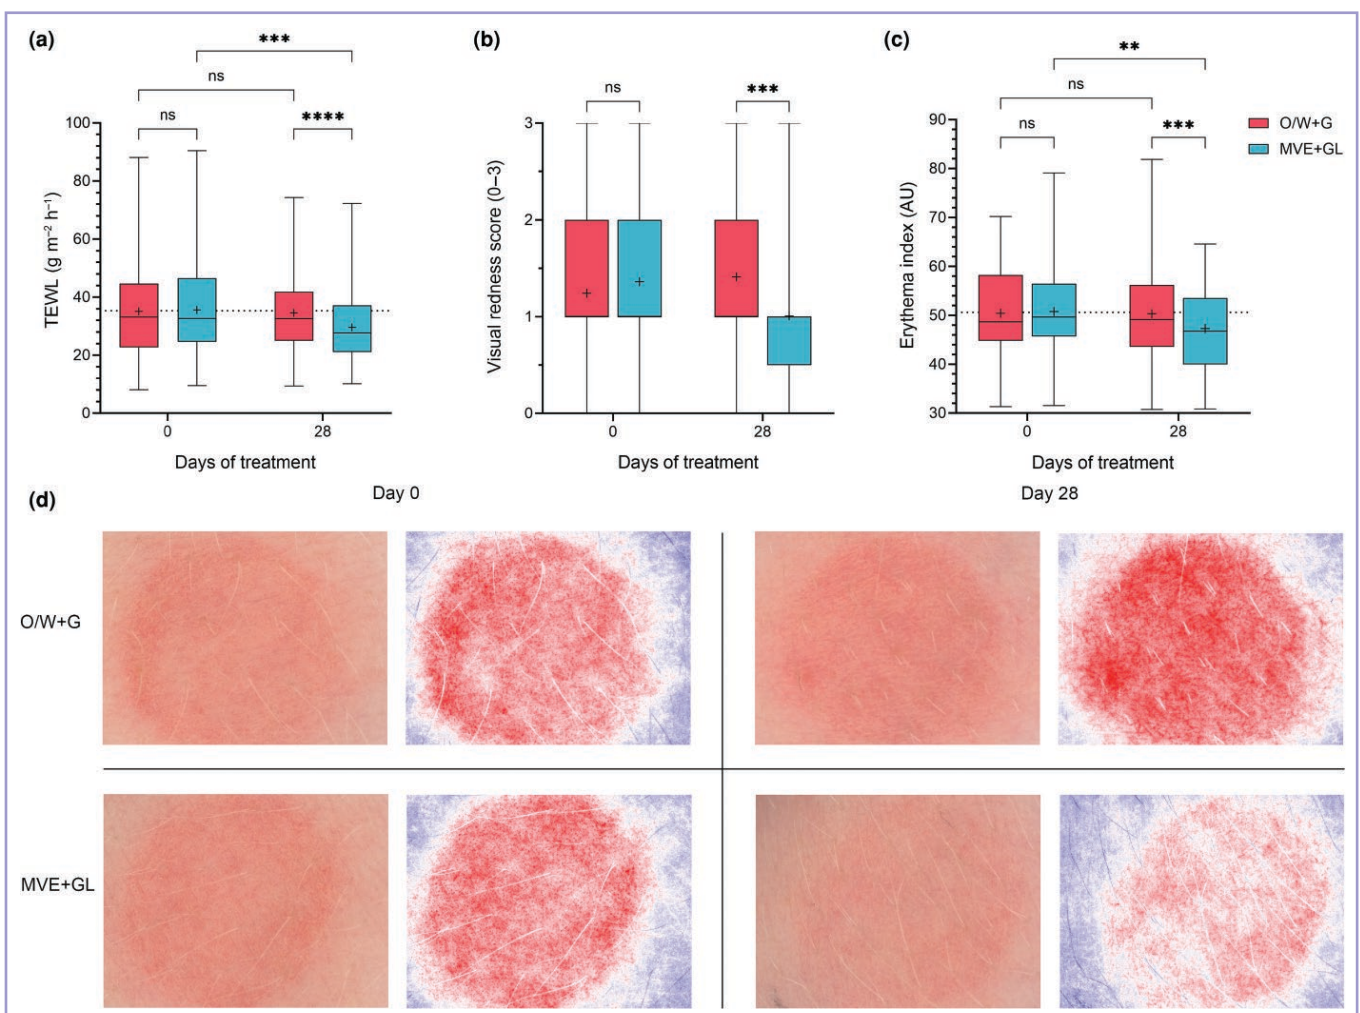 (a)
***
ns
ns
****
100
80
60
40
20
0
TEWL (g m⁻² h⁻¹)
0
28
Days of treatment
(b)
ns
***
3
2
1
0
Visual redness score (0–3)
0
28
Days of treatment
(c)
**
ns
ns
***
90
80
70
60
50
40
30
Erythema index (AU)
0
28
Days of treatment
O/W+G
MVE+GL
(d)
Day 0
Day 28
O/W+G
MVE+GL